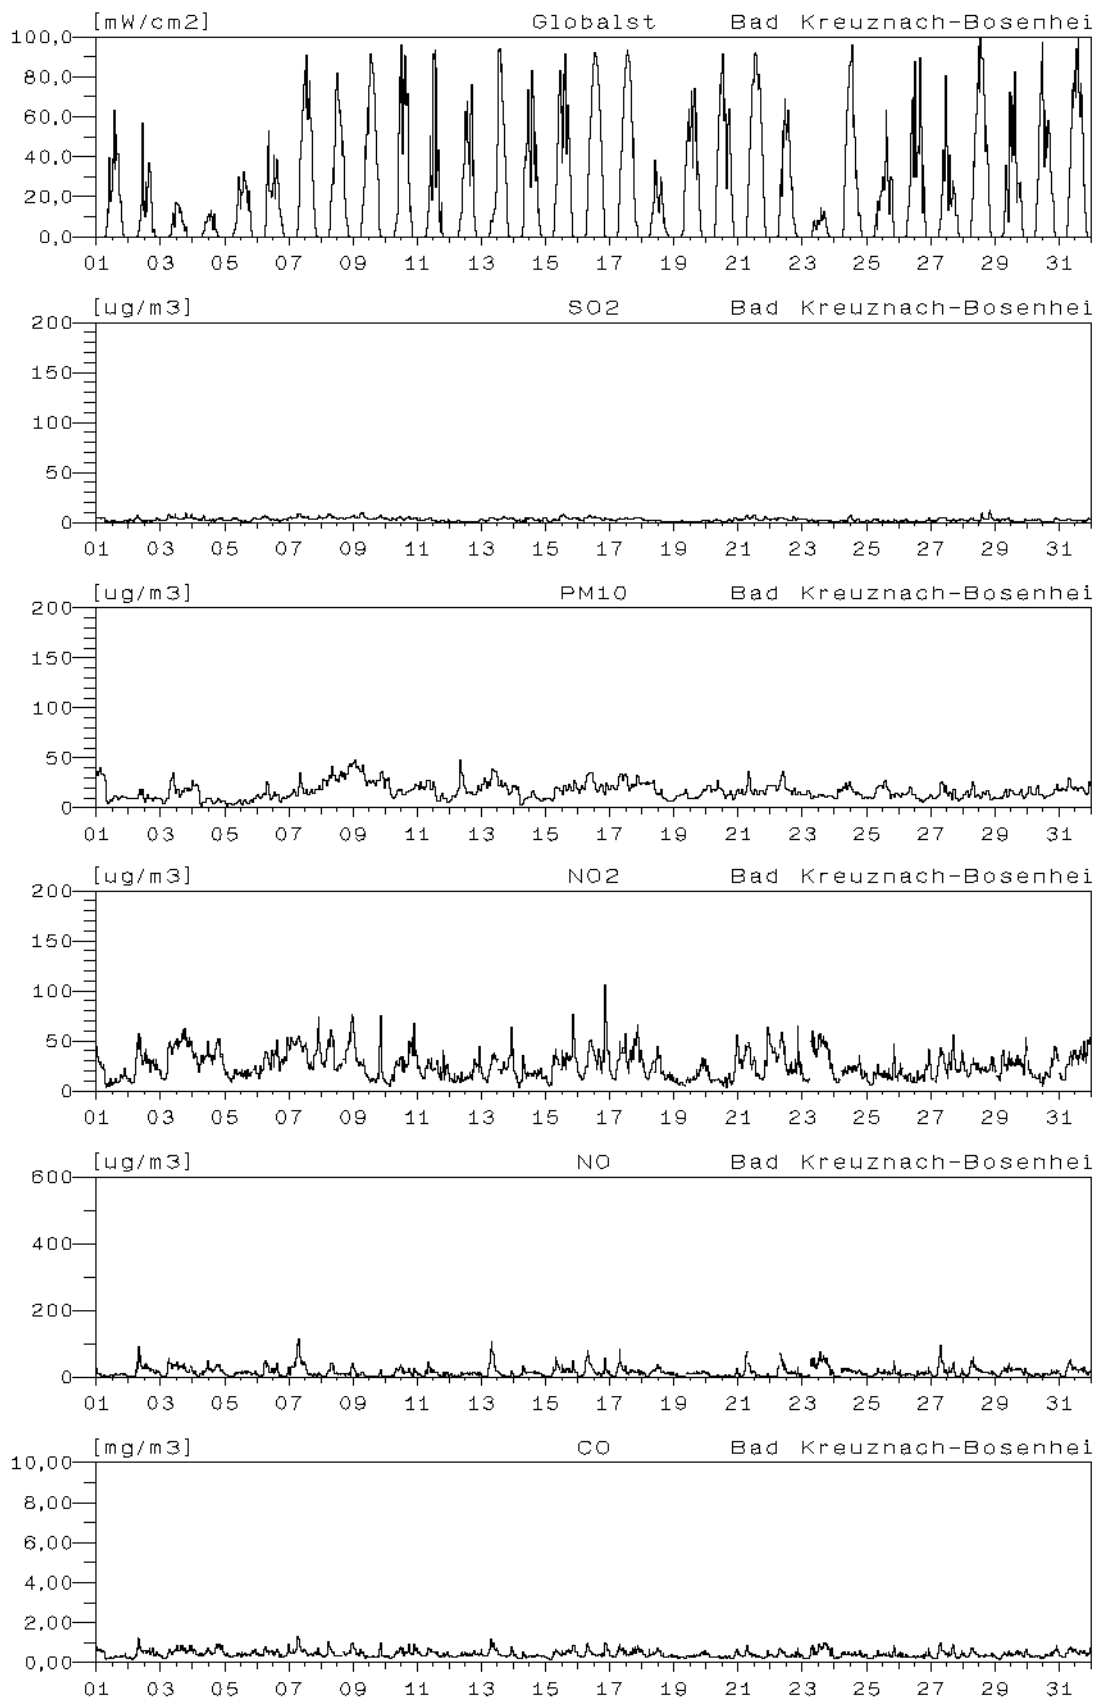 [mW/cm2] Globalst Bad Kreuznach-Bosenhei
100,0
80,0
60,0
40,0
20,0
0,0
01 03 05 07 09 11 13 15 17 19 21 23 25 27 29 31
[ug/m3] SO2 Bad Kreuznach-Bosenhei
200
150
100
50
0
01 03 05 07 09 11 13 15 17 19 21 23 25 27 29 31
[ug/m3] PM10 Bad Kreuznach-Bosenhei
200
150
100
50
0
01 03 05 07 09 11 13 15 17 19 21 23 25 27 29 31
[ug/m3] NO2 Bad Kreuznach-Bosenhei
200
150
100
50
0
01 03 05 07 09 11 13 15 17 19 21 23 25 27 29 31
[ug/m3] NO Bad Kreuznach-Bosenhei
600
400
200
0
01 03 05 07 09 11 13 15 17 19 21 23 25 27 29 31
[mg/m3] CO Bad Kreuznach-Bosenhei
10,00
8,00
6,00
4,00
2,00
0,00
01 03 05 07 09 11 13 15 17 19 21 23 25 27 29 31